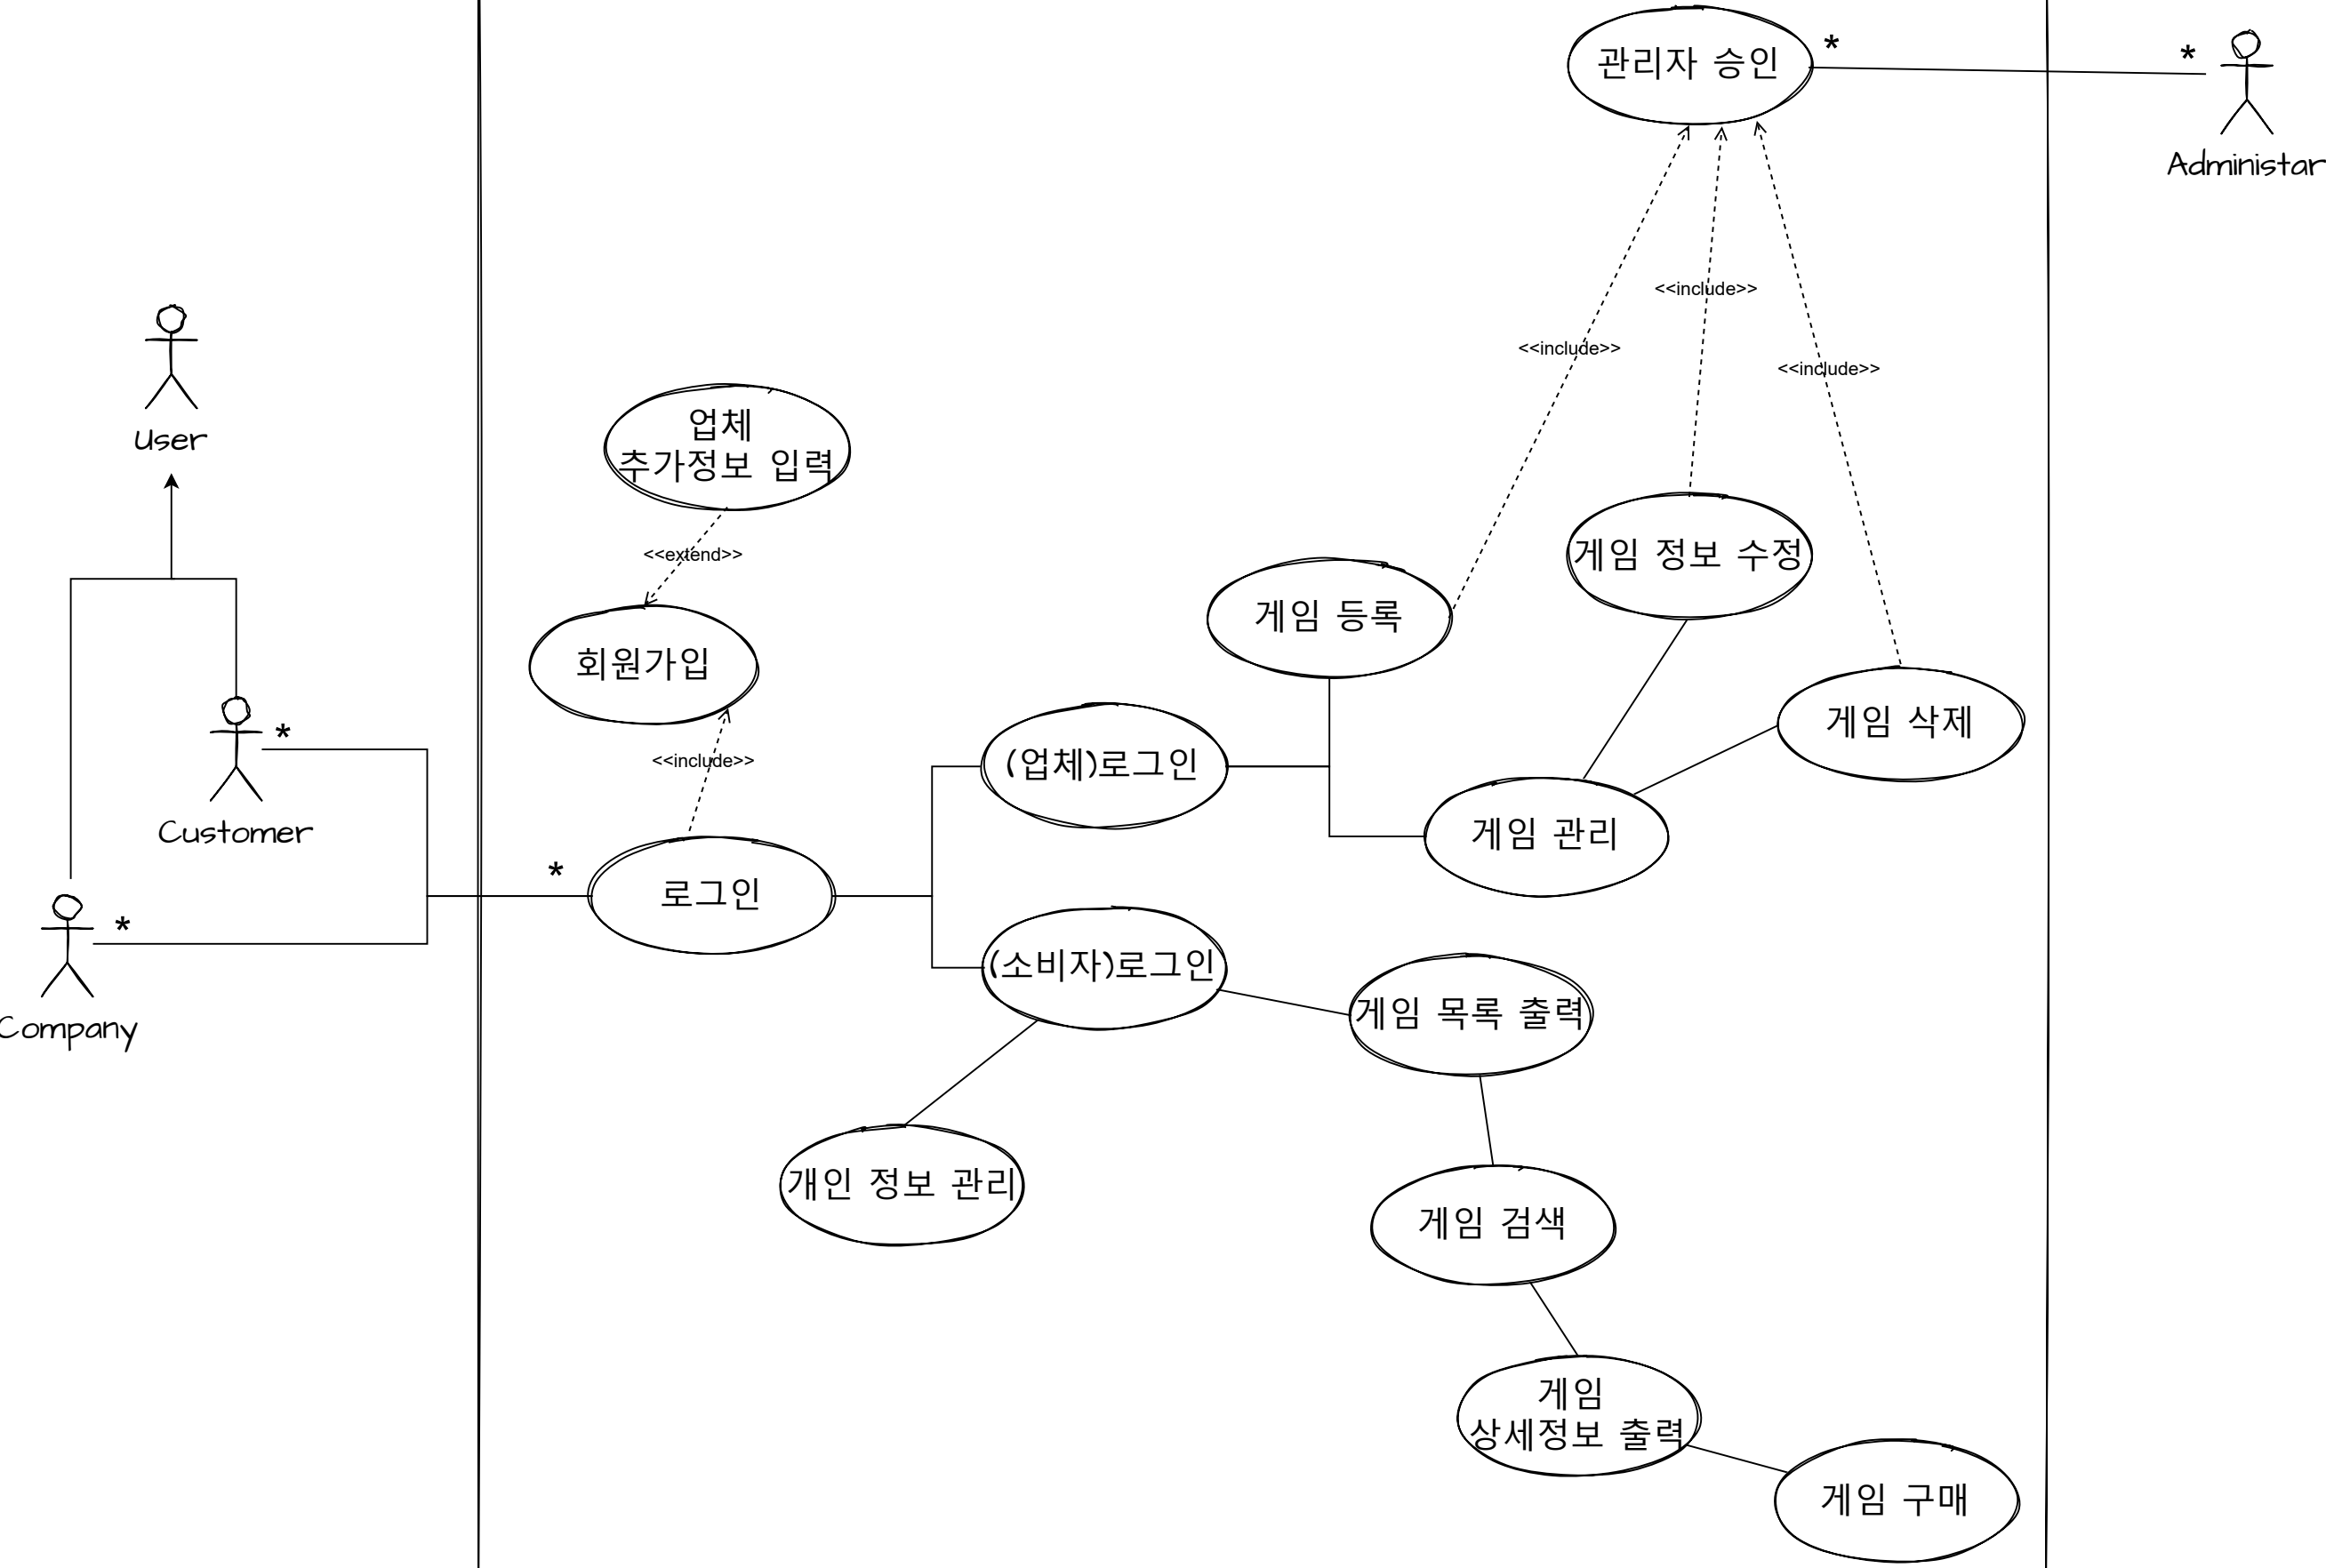 관리자 승인
*
*
Administar
<<include>>
<<include>>
<<include>>
User
업체
추가정보 입력
<<extend>>
회원가입
<<include>>
게임 정보 수정
게임 등록
게임 삭제
*
Customer
(업체)로그인
게임 관리
*
로그인
*
Company
(소비자)로그인
게임 목록 출력
개인 정보 관리
게임 검색
게임
상세정보 출력
게임 구매